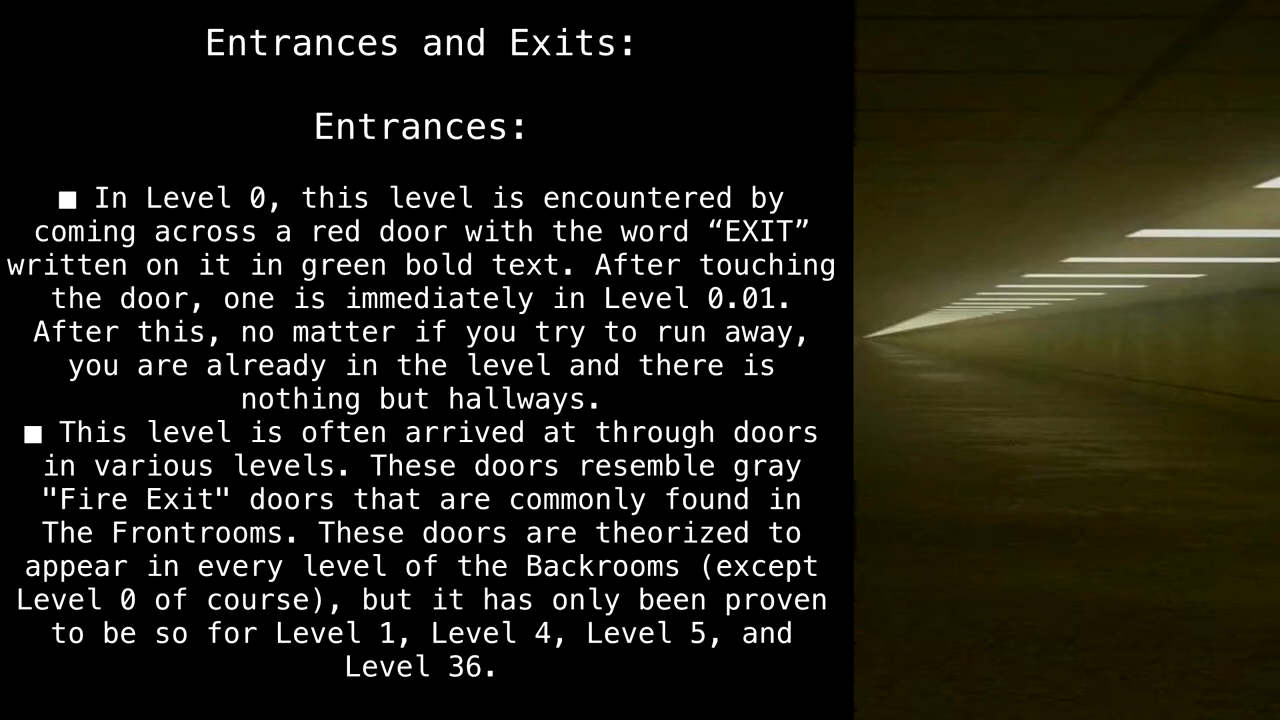 Entrances and Exits:
Entrances:
■ In Level 0, this level is encountered by
coming across a red door with the word “EXIT”
written on it in green bold text. After touching
the door, one is immediately in Level 0.01.
After this, no matter if you try to run away,
you are already in the level and there is
nothing but hallways.
■ This level is often arrived at through doors
in various levels. These doors resemble gray
"Fire Exit" doors that are commonly found in
The Frontrooms. These doors are theorized to
appear in every level of the Backrooms (except
Level 0 of course), but it has only been proven
to be so for Level 1, Level 4, Level 5, and
Level 36.